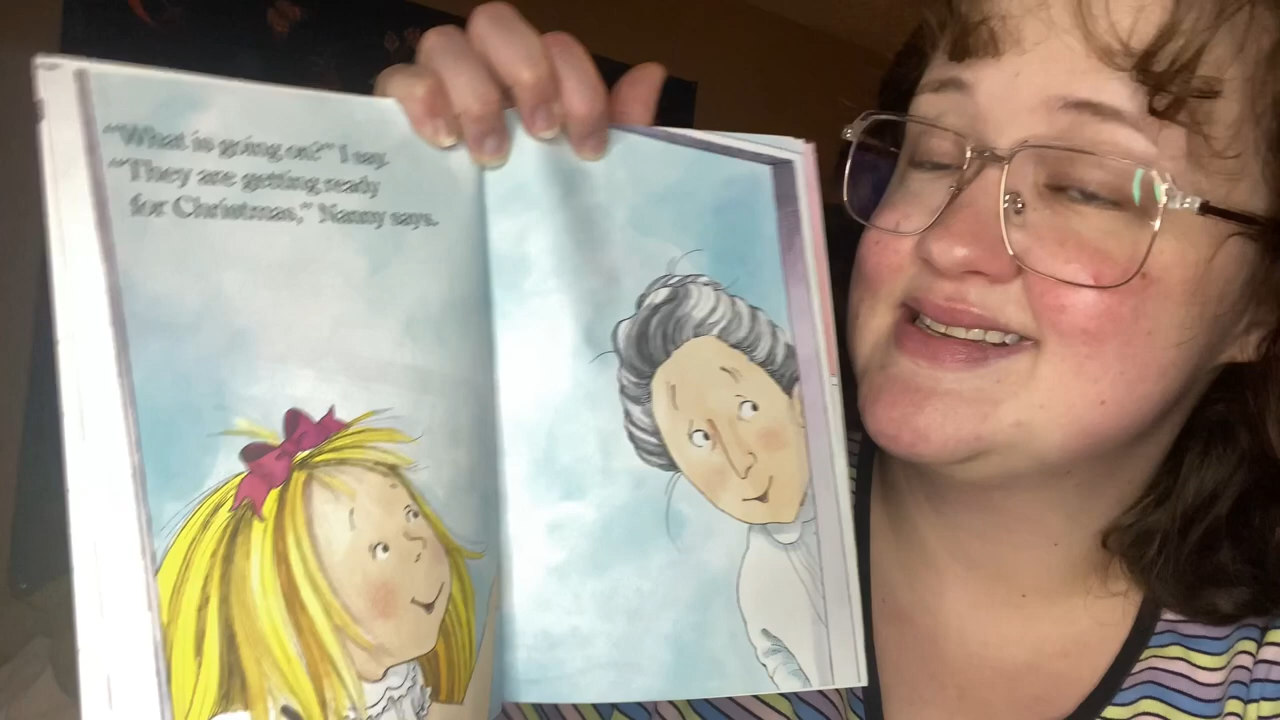 “What is going on?” I say.
“They are getting ready
for Christmas,” Nanny says.